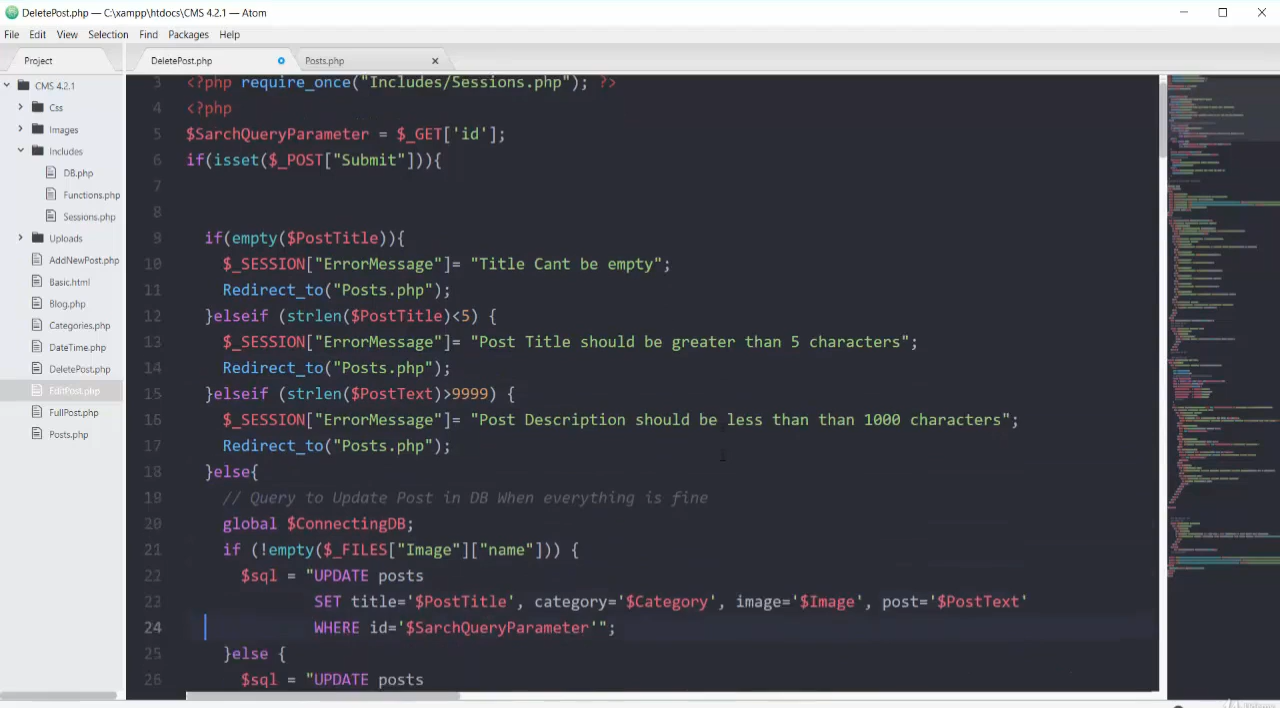 DeletePost.php — C:\xampp\htdocs\CMS 4.2.1 — Atom
File Edit View Selection Find Packages Help
Project
DeletePost.php
Posts.php
CMS 4.2.1
Css
Images
Includes
DB.php
Functions.php
Sessions.php
Uploads
AddNewPost.php
Basic.html
Blog.php
Categories.php
DateTime.php
DeletePost.php
EditPost.php
FullPost.php
Posts.php
3 <?php require_once("Includes/Sessions.php"); ?>
4 <?php
5 $SarchQueryParameter = $_GET['id'];
6 if(isset($_POST["Submit"])){
7
8
9 if(empty($PostTitle)){
10 $_SESSION["ErrorMessage"]= "Title Cant be empty";
11 Redirect_to("Posts.php");
12 }elseif (strlen($PostTitle)<5) {
13 $_SESSION["ErrorMessage"]= "Post Title should be greater than 5 characters";
14 Redirect_to("Posts.php");
15 }elseif (strlen($PostText)>9999) {
16 $_SESSION["ErrorMessage"]= "Post Description should be less than than 1000 characters";
17 Redirect_to("Posts.php");
18 }else{
19 // Query to Update Post in DB When everything is fine
20 global $ConnectingDB;
21 if (!empty($_FILES["Image"]["name"])) {
22 $sql = "UPDATE posts
23 SET title='$PostTitle', category='$Category', image='$Image', post='$PostText'
24 WHERE id='$SarchQueryParameter'";
25 }else {
26 $sql = "UPDATE posts